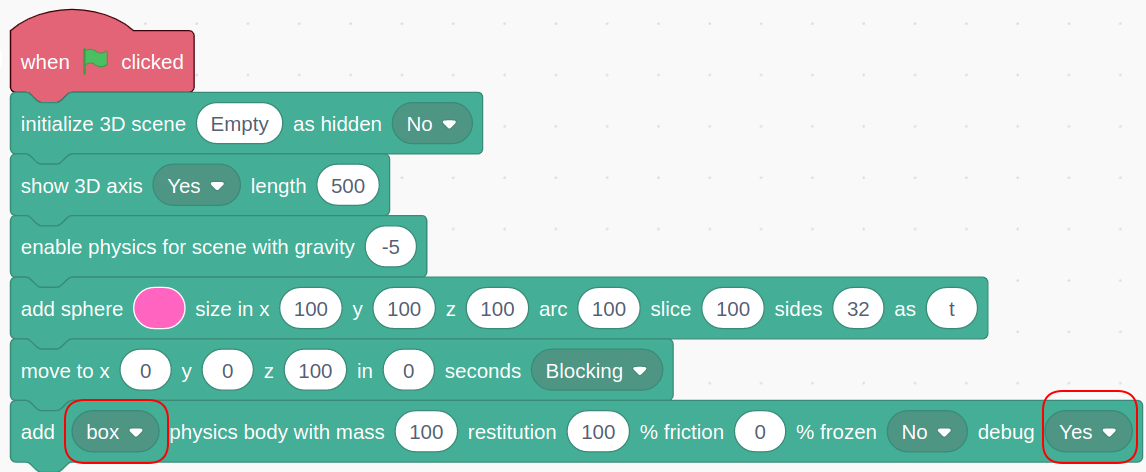 when clicked
initialize 3D scene Empty as hidden No
show 3D axis Yes length 500
enable physics for scene with gravity -5
add sphere size in x 100 y 100 z 100 arc 100 slice 100 sides 32 as t
move to x 0 y 0 z 100 in 0 seconds Blocking
add box physics body with mass 100 restitution 100 % friction 0 % frozen No debug Yes